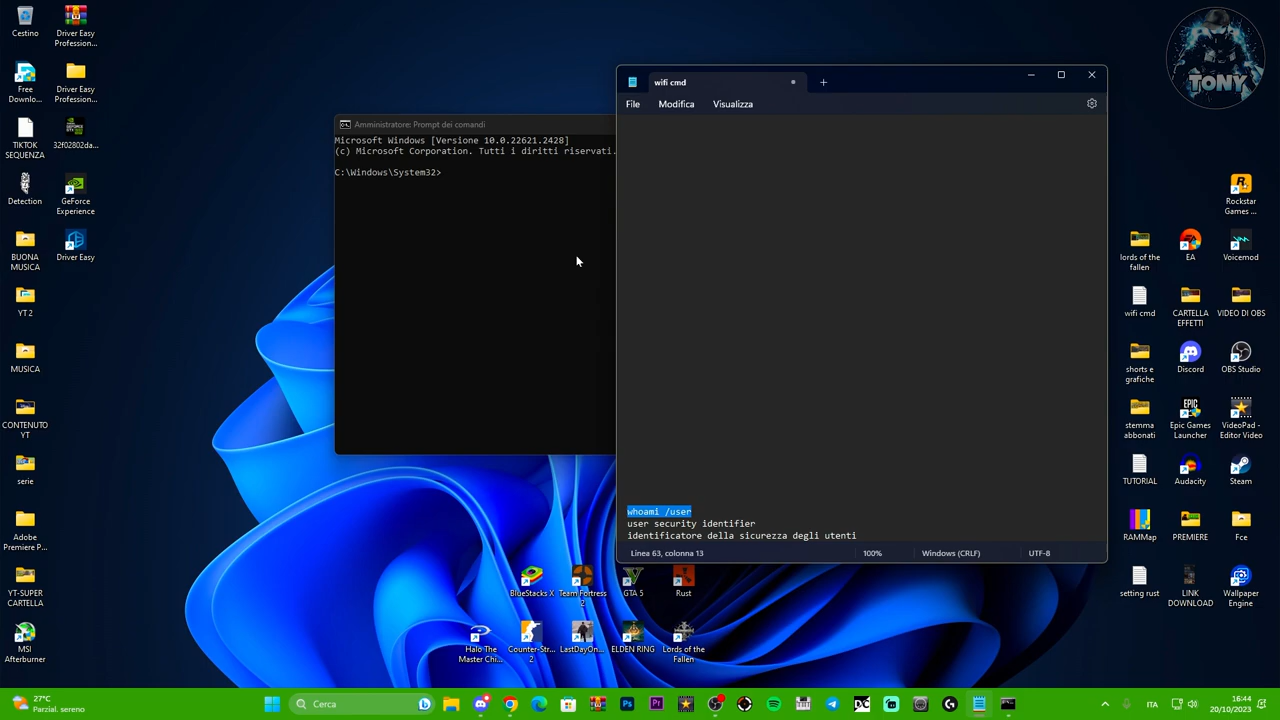 Cestino
Driver Easy
Profession...
Free
Downlo...
Driver Easy
Profession...
TIKTOK
SEQUENZA
32f02802da...
Detection
GeForce
Experience
BUONA
MUSICA
Driver Easy
YT 2
MUSICA
CONTENUTO
YT
serie
Adobe
Premiere P...
YT-SUPER
CARTELLA
MSI
Afterburner
Amministratore: Prompt dei comandi
Microsoft Windows [Versione 10.0.22621.2428]
(c) Microsoft Corporation. Tutti i diritti riservati.
C:\Windows\System32>
wifi cmd
File Modifica Visualizza
whoami /user
user security identifier
identificatore della sicurezza degli utenti
Linea 63, colonna 13 100% Windows (CRLF) UTF-8
TONY
Rockstar
Games ...
lords of the
fallen
EA
Voicemod
wifi cmd
CARTELLA
EFFETTI
VIDEO DI OBS
shorts e
grafiche
Discord
OBS Studio
stemma
abbonati
Epic Games
Launcher
VideoPad -
Editor Video
TUTORIAL
Audacity
Steam
RAMMap
PREMIERE
Fce
setting rust
LINK
DOWNLOAD
Wallpaper
Engine
BlueStacks X
Team Fortress
2
GTA 5
Rust
Halo The
Master Chi...
Counter-Str...
2
LastDayOn...
ELDEN RING
Lords of the
Fallen
27°C
Parzial. sereno
Cerca
ITA
16:44
20/10/2023